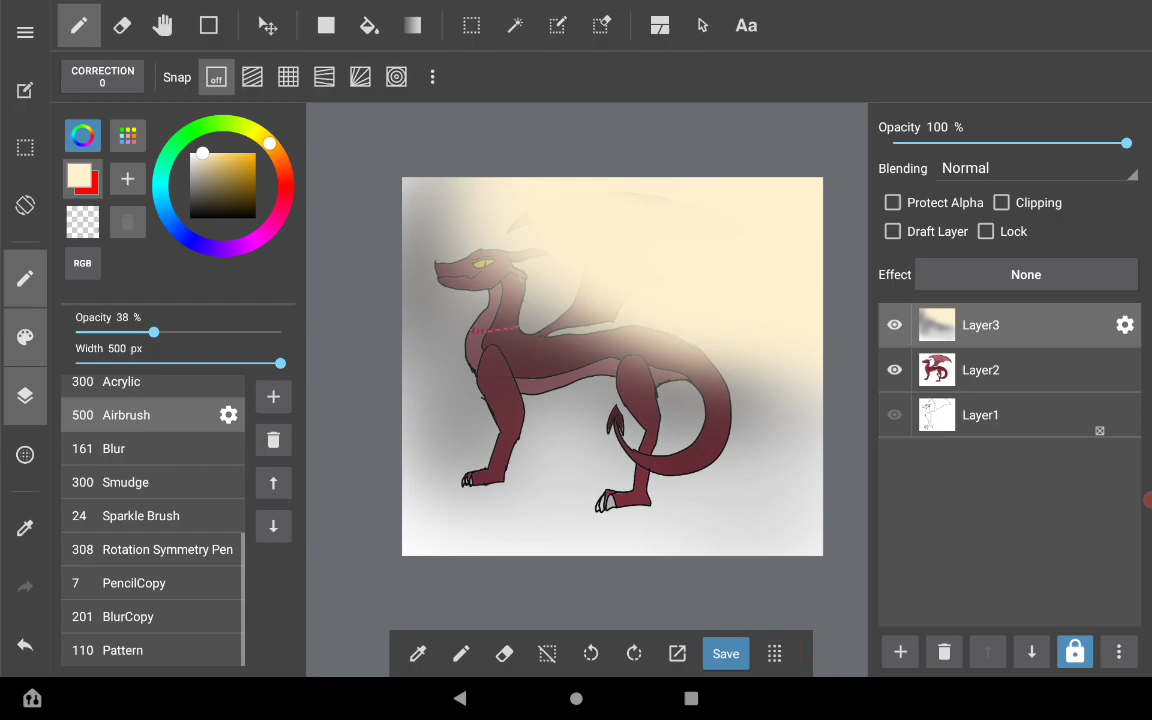 Aa
CORRECTION
0
Snap
off
RGB
Opacity 38 %
Width 500 px
300 Acrylic
500 Airbrush
161 Blur
300 Smudge
24 Sparkle Brush
308 Rotation Symmetry Pen
7 PencilCopy
201 BlurCopy
110 Pattern
Save
Opacity 100 %
Blending Normal
Protect Alpha Clipping
Draft Layer Lock
Effect None
Layer3
Layer2
Layer1